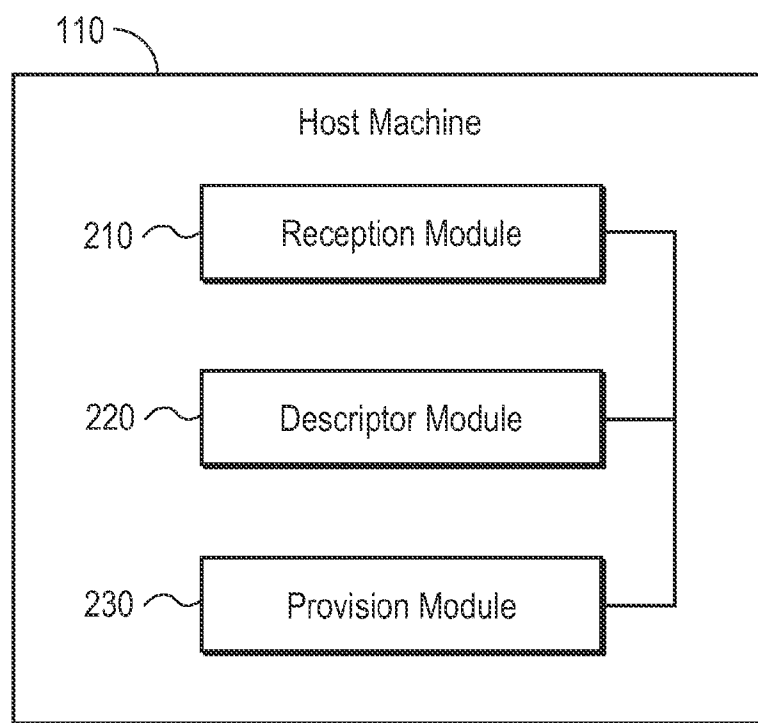 110
Host Machine
210 Reception Module
220 Descriptor Module
230 Provision Module